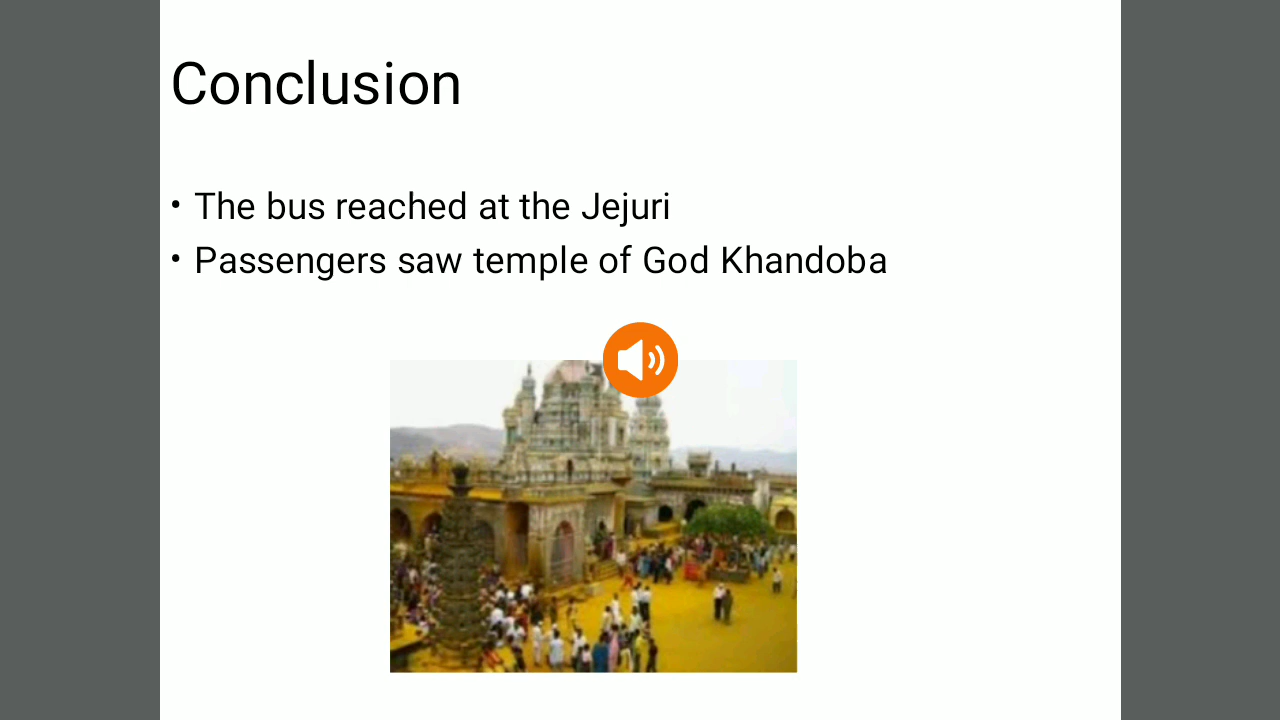 Conclusion
• The bus reached at the Jejuri
• Passengers saw temple of God Khandoba